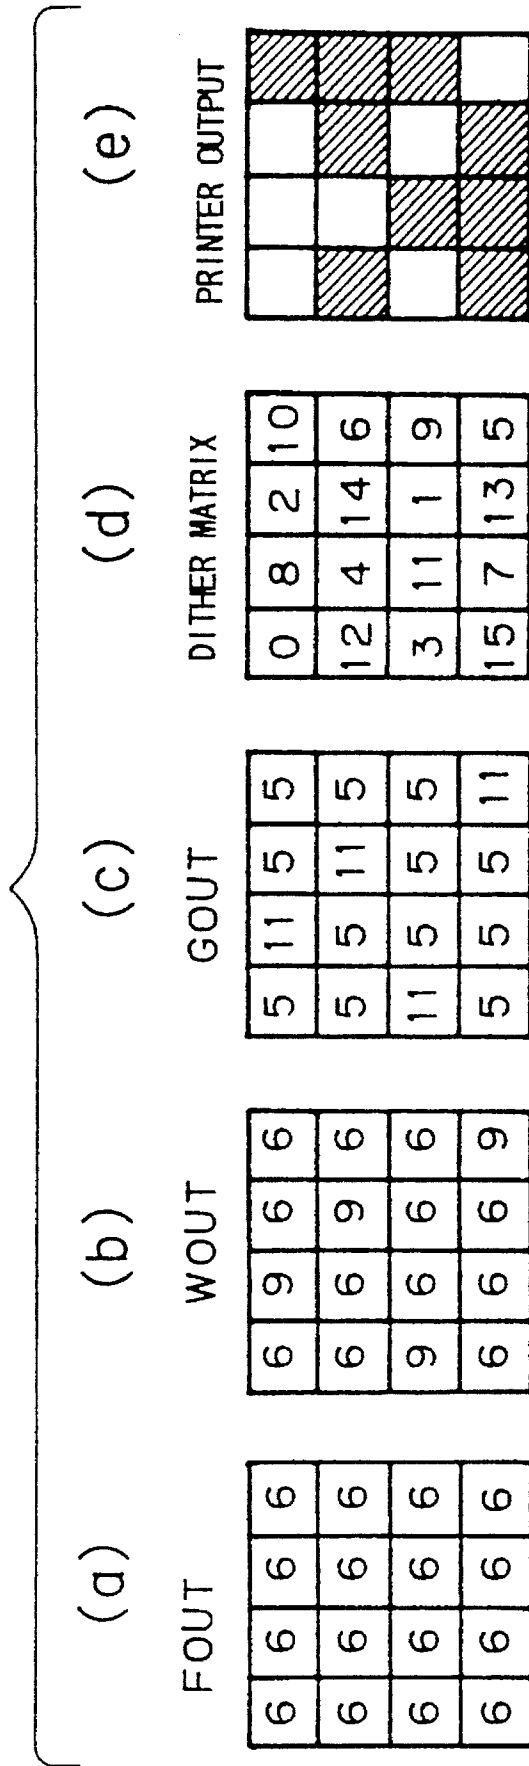 (a) (b) (c) (d) (e)
FOUT WOUT GOUT DITHER MATRIX PRINTER OUTPUT
6 6 6 6 6 9 6 6 5 11 5 5 0 8 2 10
6 6 6 6 6 6 9 6 5 5 11 5 12 4 14 6
6 6 6 6 9 6 6 6 11 5 5 5 3 11 1 9
6 6 6 6 6 6 6 9 5 5 5 11 15 7 13 5